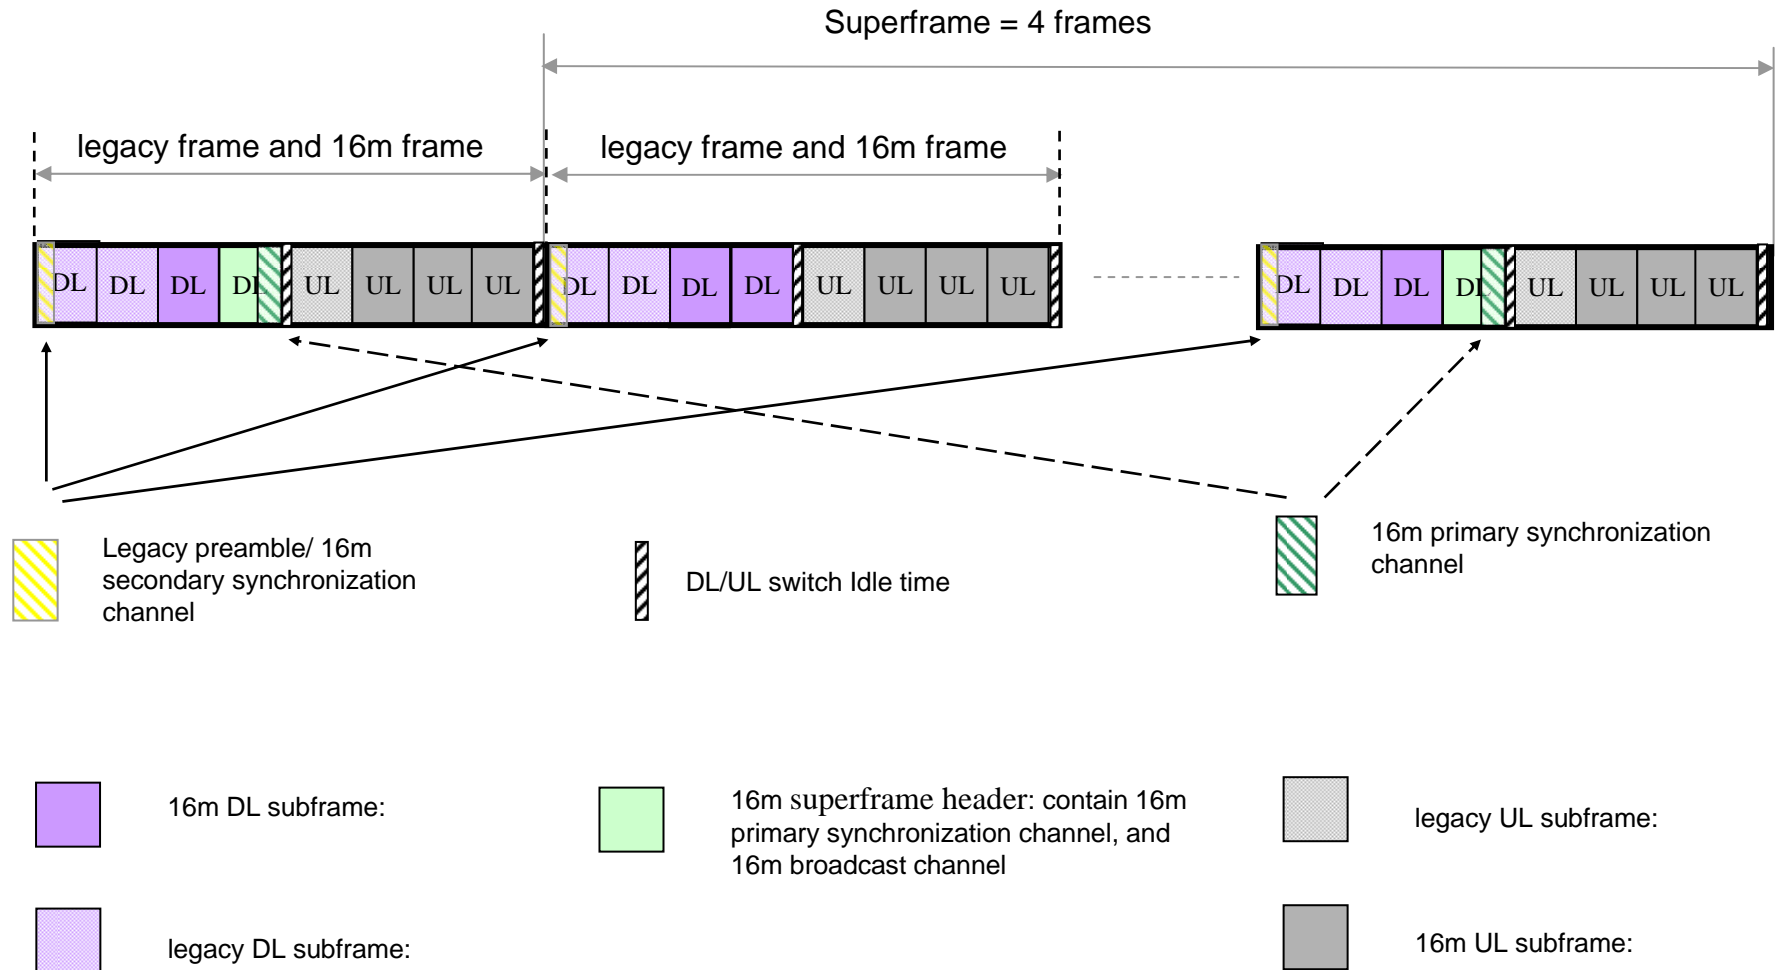 Superframe = 4 frames
legacy frame and 16m frame
legacy frame and 16m frame
DL DL DL DL UL UL UL UL
DL DL DL DL UL UL UL UL
DL DL DL DL UL UL UL UL
Legacy preamble/ 16m
secondary synchronization
channel
DL/UL switch Idle time
16m primary synchronization
channel
16m DL subframe:
16m superframe header: contain 16m
primary synchronization channel, and
16m broadcast channel
legacy UL subframe:
legacy DL subframe:
16m UL subframe: